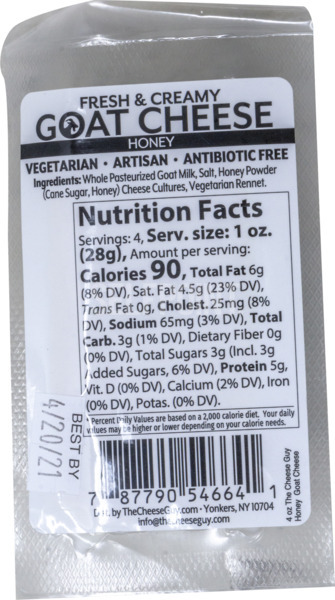 FRESH & CREAMY
GOAT CHEESE
HONEY
VEGETARIAN • ARTISAN • ANTIBIOTIC FREE
Ingredients: Whole Pasteurized Goat Milk, Salt, Honey Powder
(Cane Sugar, Honey) Cheese Cultures, Vegetarian Rennet.
Nutrition Facts
Servings: 4, Serv. size: 1 oz.
(28g), Amount per serving:
Calories 90, Total Fat 6g
(8% DV), Sat. Fat 4.5g (23% DV),
Trans Fat 0g, Cholest. 25mg (8%
DV), Sodium 65mg (3% DV), Total
Carb. 3g (1% DV), Dietary Fiber 0g
(0% DV), Total Sugars 3g (Incl. 3g
Added Sugars, 6% DV), Protein 5g,
Vit. D (0% DV), Calcium (2% DV), Iron
(0% DV), Potas. (0% DV).
* Percent Daily Values are based on a 2,000 calorie diet. Your daily
values may be higher or lower depending on your calorie needs.
BEST BY
4/20/21
7 87790 54664 1
Dist. by TheCheeseGuy.com - Yonkers, NY 10704
info@thecheeseguy.com
4 oz The Cheese Guy
Honey Goat Cheese